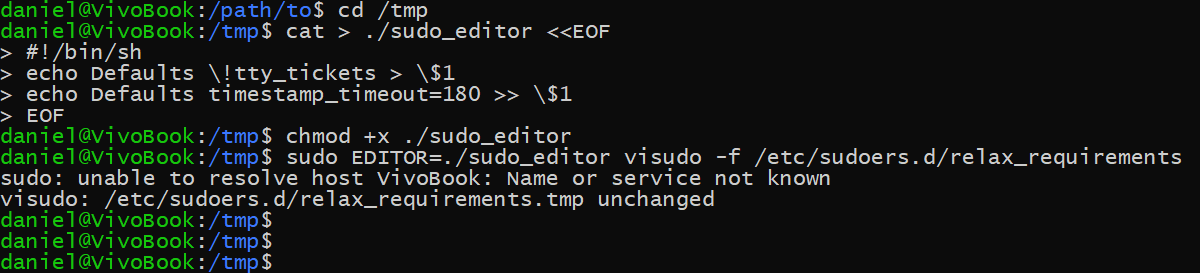 daniel@VivoBook:/path/to$ cd /tmp
daniel@VivoBook:/tmp$ cat > ./sudo_editor <<EOF
> #!/bin/sh
> echo Defaults \!tty_tickets > \$1
> echo Defaults timestamp_timeout=180 >> \$1
> EOF
daniel@VivoBook:/tmp$ chmod +x ./sudo_editor
daniel@VivoBook:/tmp$ sudo EDITOR=./sudo_editor visudo -f /etc/sudoers.d/relax_requirements
sudo: unable to resolve host VivoBook: Name or service not known
visudo: /etc/sudoers.d/relax_requirements.tmp unchanged
daniel@VivoBook:/tmp$
daniel@VivoBook:/tmp$
daniel@VivoBook:/tmp$